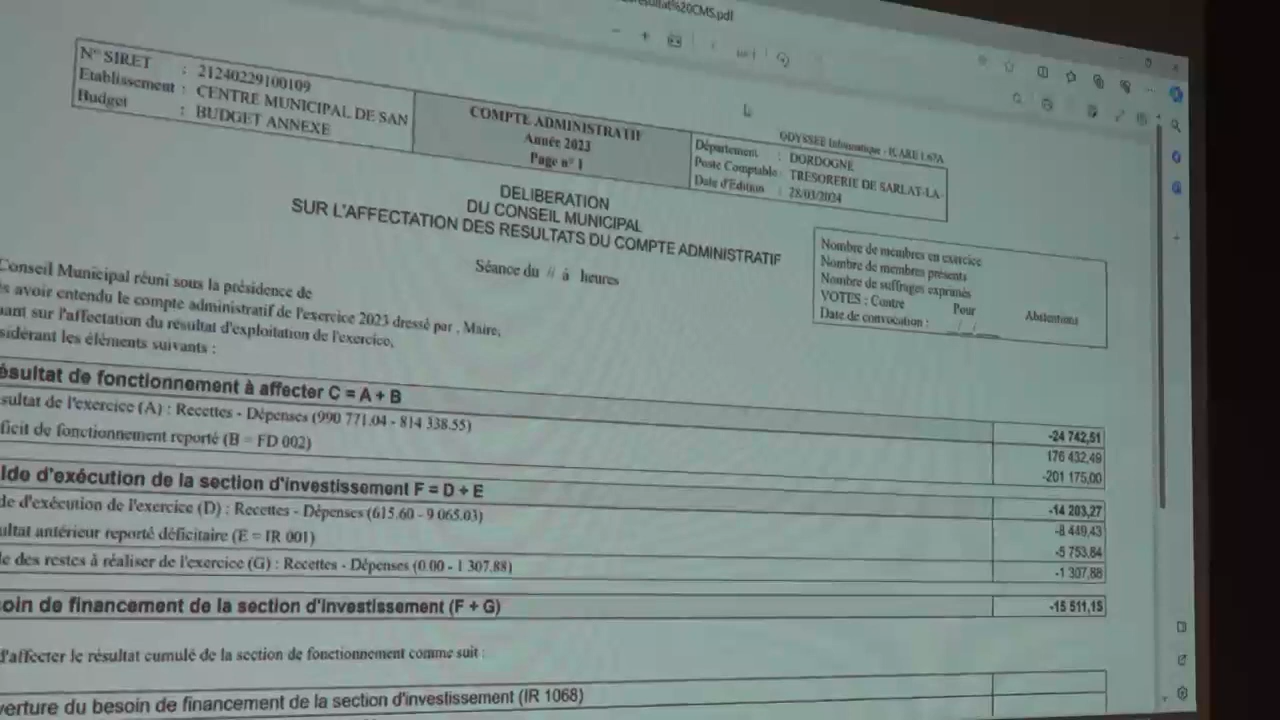 %20CMS.pdf
N° SIRET : 21240229100109
Etablissement : CENTRE MUNICIPAL DE SAN
Budget : BUDGET ANNEXE
COMPTE ADMINISTRATIF
Année 2023
Page n° 1
ODYSSEE Informatique - ICARE 1.87A
Département : DORDOGNE
Poste Comptable : TRESORERIE DE SARLAT-LA-
Date d'Edition : 28/03/2024
DELIBERATION
DU CONSEIL MUNICIPAL
SUR L'AFFECTATION DES RESULTATS DU COMPTE ADMINISTRATIF
Séance du // à heures
Nombre de membres en exercice
Nombre de membres présents
Nombre de suffrages exprimés
VOTES : Contre Pour Abstentions
Date de convocation : __/__/____
Conseil Municipal réuni sous la présidence de
s avoir entendu le compte administratif de l'exercice 2023 dressé par , Maire,
uant sur l'affectation du résultat d'exploitation de l'exercice,
sidérant les éléments suivants :
ésultat de fonctionnement à affecter C = A + B -24 742,51
sultat de l'exercice (A) : Recettes - Dépenses (990 771.04 - 814 338.55) 176 432,49
ficit de fonctionnement reporté (B = FD 002) -201 175,00
lde d'exécution de la section d'investissement F = D + E -14 203,27
de d'exécution de l'exercice (D) : Recettes - Dépenses (615.60 - 9 065.03) -8 449,43
ultat antérieur reporté déficitaire (E = IR 001) -5 753,84
e des restes à réaliser de l'exercice (G) : Recettes - Dépenses (0.00 - 1 307.88) -1 307,88
oin de financement de la section d'investissement (F + G) -15 511,15
d'affecter le résultat cumulé de la section de fonctionnement comme suit :
verture du besoin de financement de la section d'investissement (IR 1068)